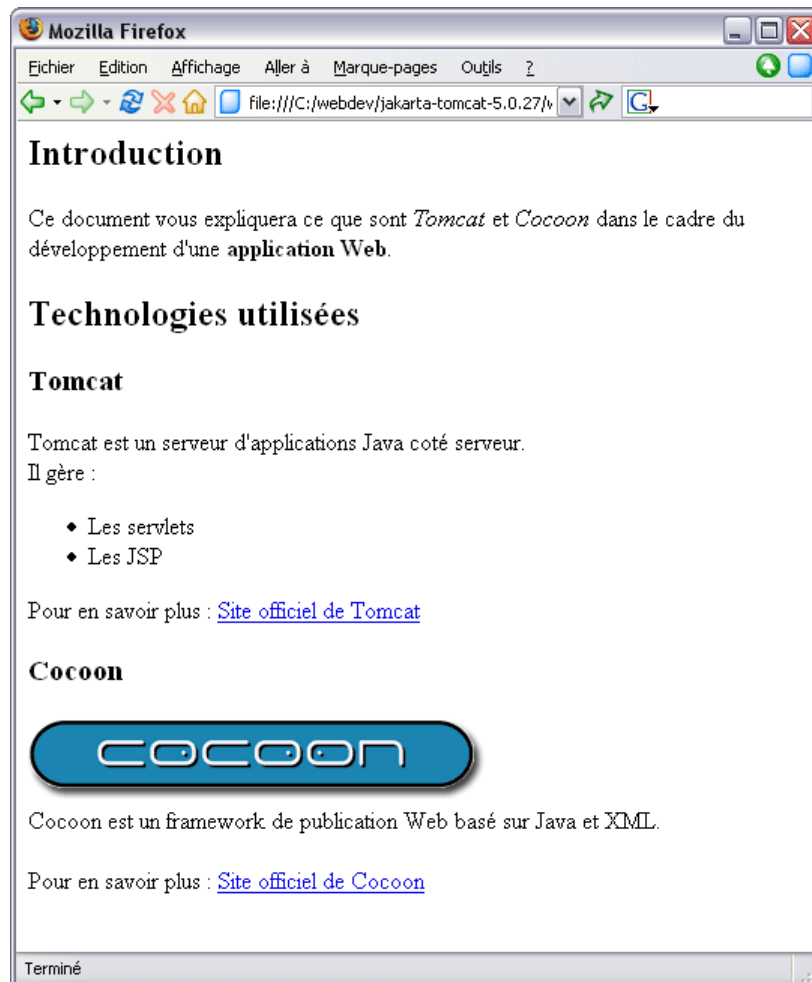 Mozilla Firefox
Fichier Edition Affichage Aller à Marque-pages Outils ?
file:///C:/webdev/jakarta-tomcat-5.0.27/v
G
Introduction
Ce document vous expliquera ce que sont Tomcat et Cocoon dans le cadre du
développement d'une application Web.
Technologies utilisées
Tomcat
Tomcat est un serveur d'applications Java coté serveur.
Il gère :
Les servlets
Les JSP
Pour en savoir plus : Site officiel de Tomcat
Cocoon
cocoon
Cocoon est un framework de publication Web basé sur Java et XML.
Pour en savoir plus : Site officiel de Cocoon
Terminé